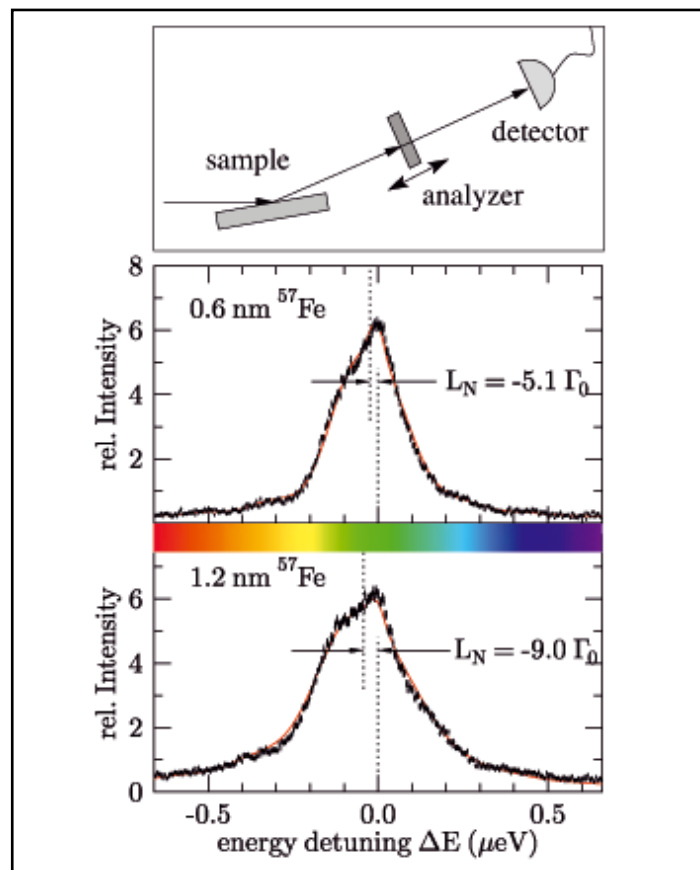 sample
detector
analyzer
8
0.6 nm ⁵⁷Fe
6
rel. Intensity
4
L_N = -5.1 Γ₀
2
1.2 nm ⁵⁷Fe
6
rel. Intensity
4
L_N = -9.0 Γ₀
2
0
-0.5 0.0 0.5
energy detuning ΔE (μeV)